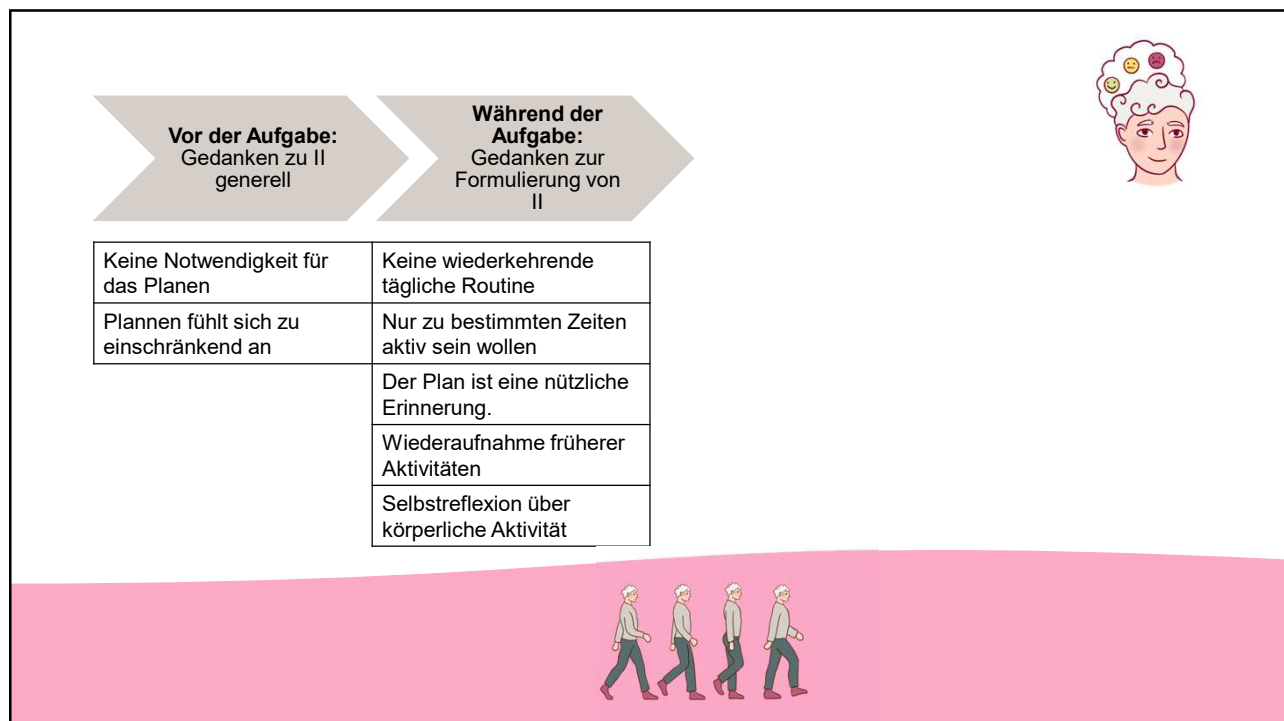 Vor der Aufgabe:
Gedanken zu II
generell
Während der
Aufgabe:
Gedanken zur
Formulierung von
II
Keine Notwendigkeit für
das Planen
Keine wiederkehrende
tägliche Routine
Plannen fühlt sich zu
einschränkend an
Nur zu bestimmten Zeiten
aktiv sein wollen
Der Plan ist eine nützliche
Erinnerung.
Wiederaufnahme früherer
Aktivitäten
Selbstreflexion über
körperliche Aktivität